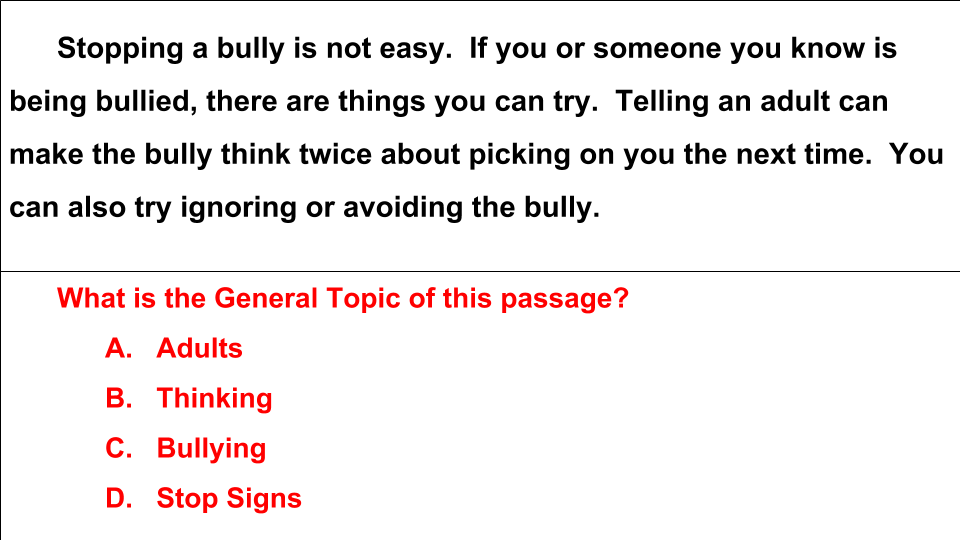 Stopping a bully is not easy.  If you or someone you know is
being bullied, there are things you can try.  Telling an adult can
make the bully think twice about picking on you the next time.  You
can also try ignoring or avoiding the bully.
What is the General Topic of this passage?
A. Adults
B. Thinking
C. Bullying
D. Stop Signs